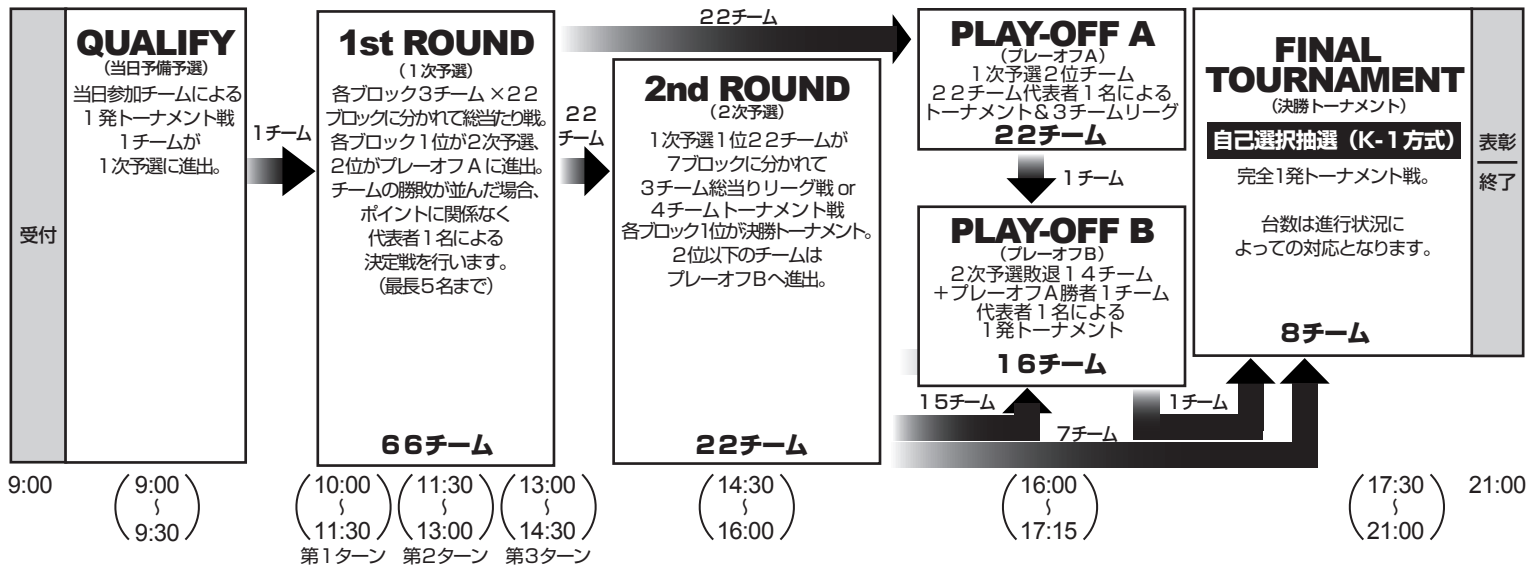 受付
QUALIFY
(当日予備予選)
当日参加チームによる
1発トーナメント戦
1チームが
1次予選に進出。
1チーム
1st ROUND
(1次予選)
各ブロック3チーム×22
ブロックに分かれて総当たり戦。
各ブロック1位が2次予選、
2位がプレーオフAに進出。
チームの勝敗が並んだ場合、
ポイントに関係なく
代表者1名による
決定戦を行います。
(最長5名まで)
66チーム
22チーム
22
チーム
2nd ROUND
(2次予選)
1次予選1位22チームが
7ブロックに分かれて
3チーム総当りリーグ戦 or
4チームトーナメント戦
各ブロック1位が決勝トーナメント。
2位以下のチームは
プレーオフBへ進出。
22チーム
PLAY-OFF A
(プレーオフA)
1次予選2位チーム
22チーム代表者1名による
トーナメント&3チームリーグ
22チーム
1チーム
PLAY-OFF B
(プレーオフB)
2次予選敗退14チーム
+プレーオフA勝者1チーム
代表者1名による
1発トーナメント
16チーム
15チーム
1チーム
7チーム
FINAL
TOURNAMENT
(決勝トーナメント)
自己選択抽選(K-1方式)
完全1発トーナメント戦。
台数は進行状況に
よっての対応となります。
8チーム
表彰
終了
9:00
(9:00
〜
9:30)
(10:00
〜
11:30)
第1ターン
(11:30
〜
13:00)
第2ターン
(13:00
〜
14:30)
第3ターン
(14:30
〜
16:00)
(16:00
〜
17:15)
(17:30
〜
21:00)
21:00